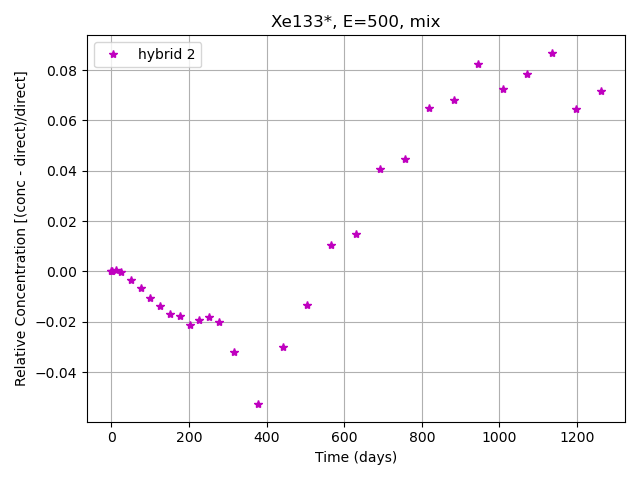 Xe133*, E=500, mix
hybrid 2
Relative Concentration [(conc - direct)/direct]
0.08
0.06
0.04
0.02
0.00
−0.02
−0.04
0 200 400 600 800 1000 1200
Time (days)